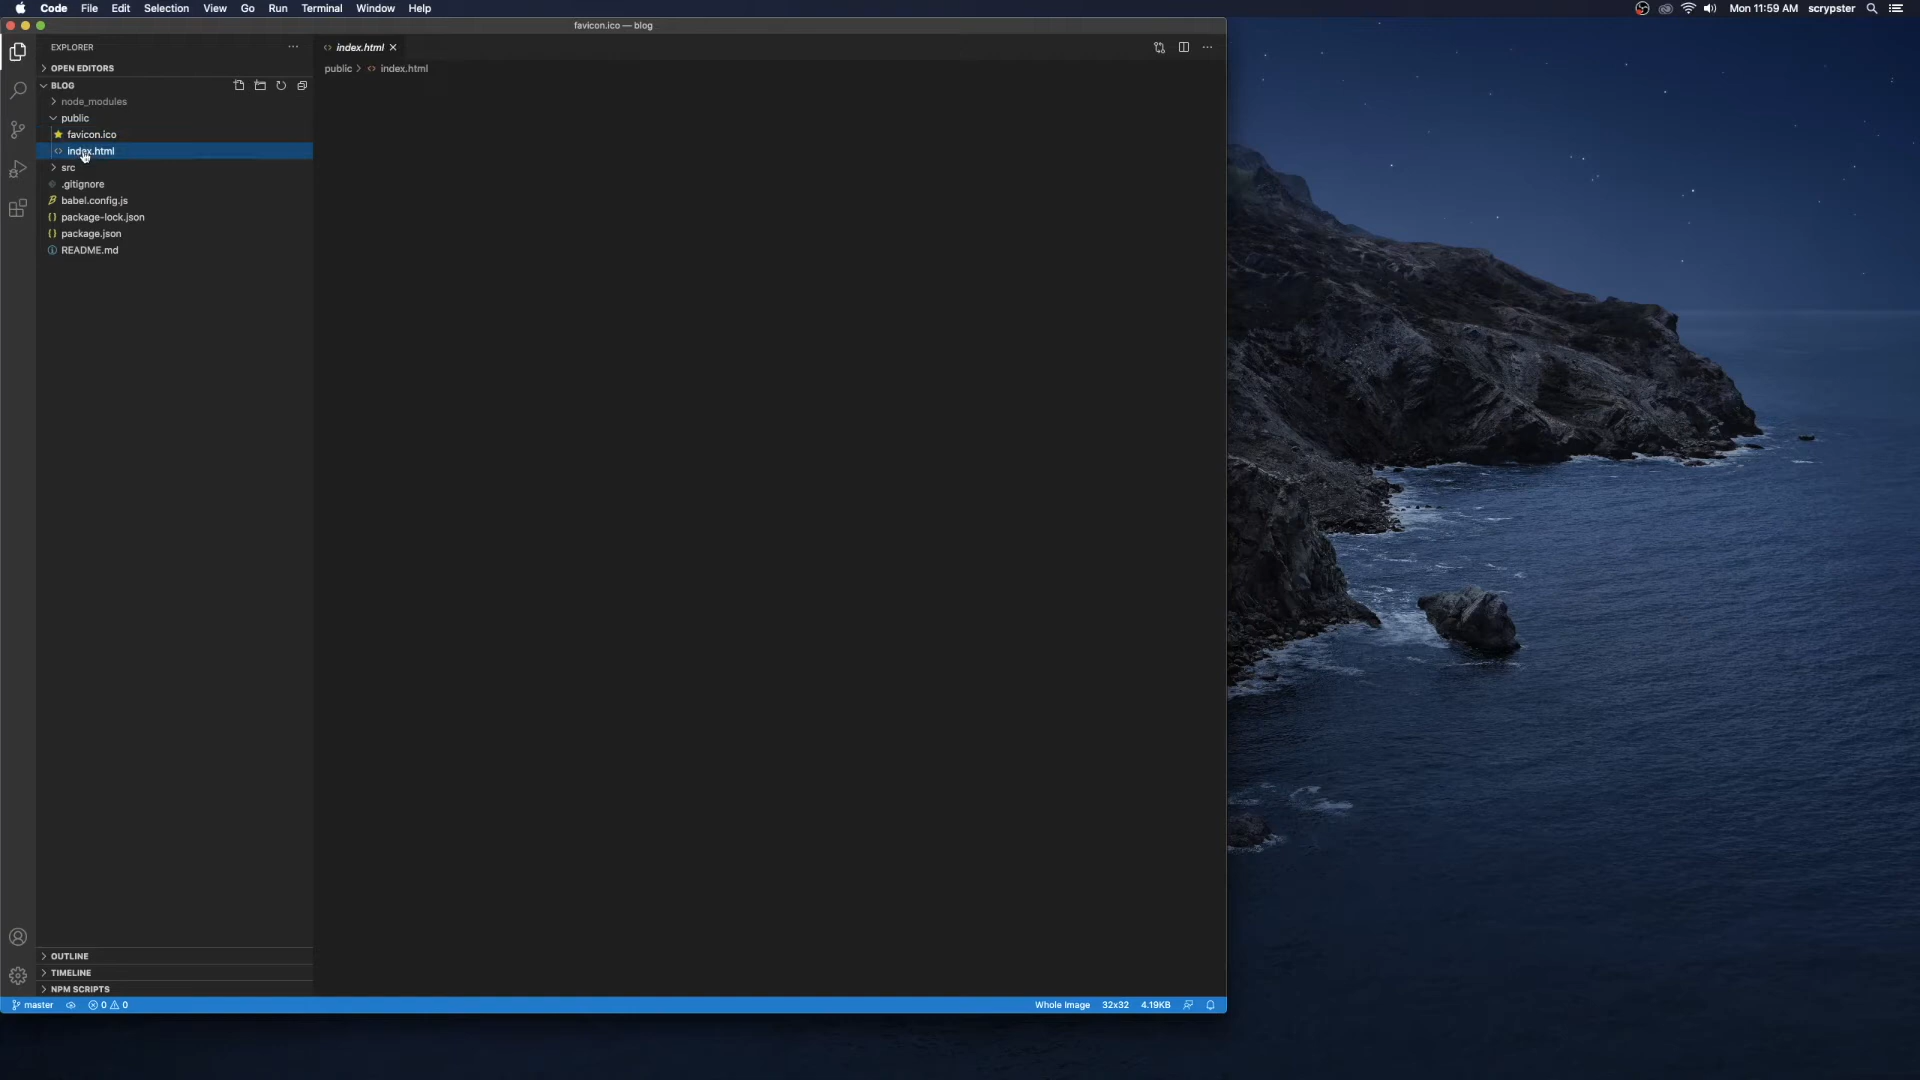 Code File Edit Selection View Go Run Terminal Window Help Mon 11:59 AM scrypster
favicon.ico — blog
EXPLORER
index.html
OPEN EDITORS
public index.html
BLOG
node_modules
public
favicon.ico
index.html
src
.gitignore
babel.config.js
package-lock.json
package.json
README.md
OUTLINE
TIMELINE
NPM SCRIPTS
master 0 0 Whole Image 32x32 4.19KB